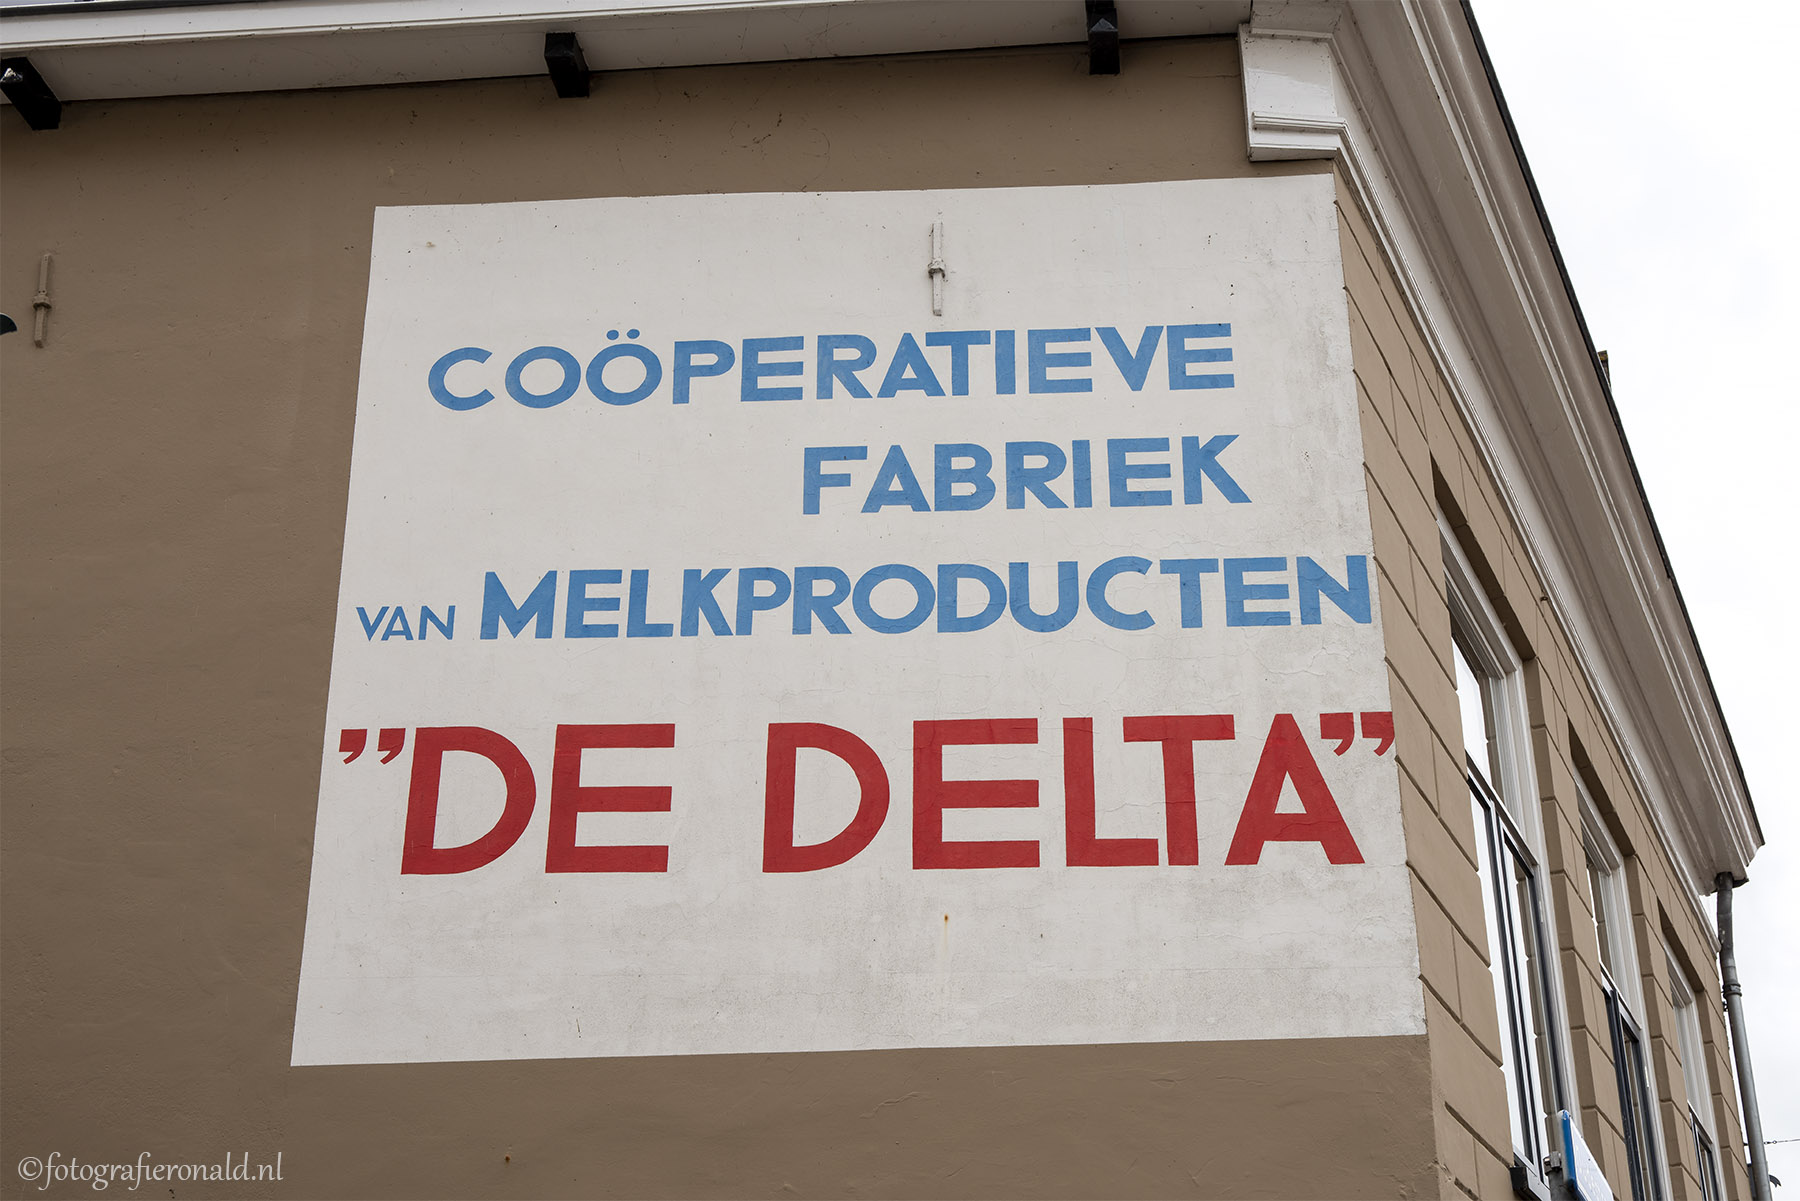 COÖPERATIEVE
FABRIEK
VAN MELKPRODUCTEN
”DE DELTA”
©fotografieronald.nl